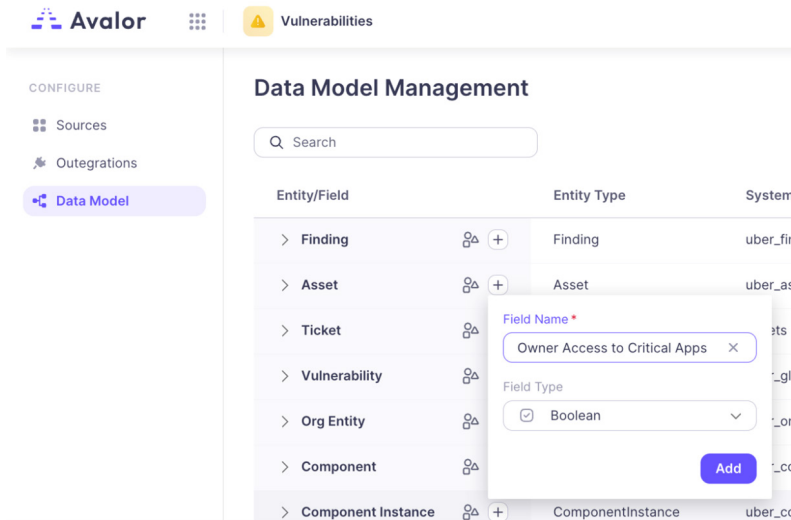 Avalor
Vulnerabilities
CONFIGURE
Sources
Outegrations
Data Model
Data Model Management
Search
Entity/Field Entity Type System
Finding Finding
Asset Asset
Field Name *
Owner Access to Critical Apps
Field Type
Boolean
Add
Ticket
Vulnerability
Org Entity
Component
Component Instance ComponentInstance